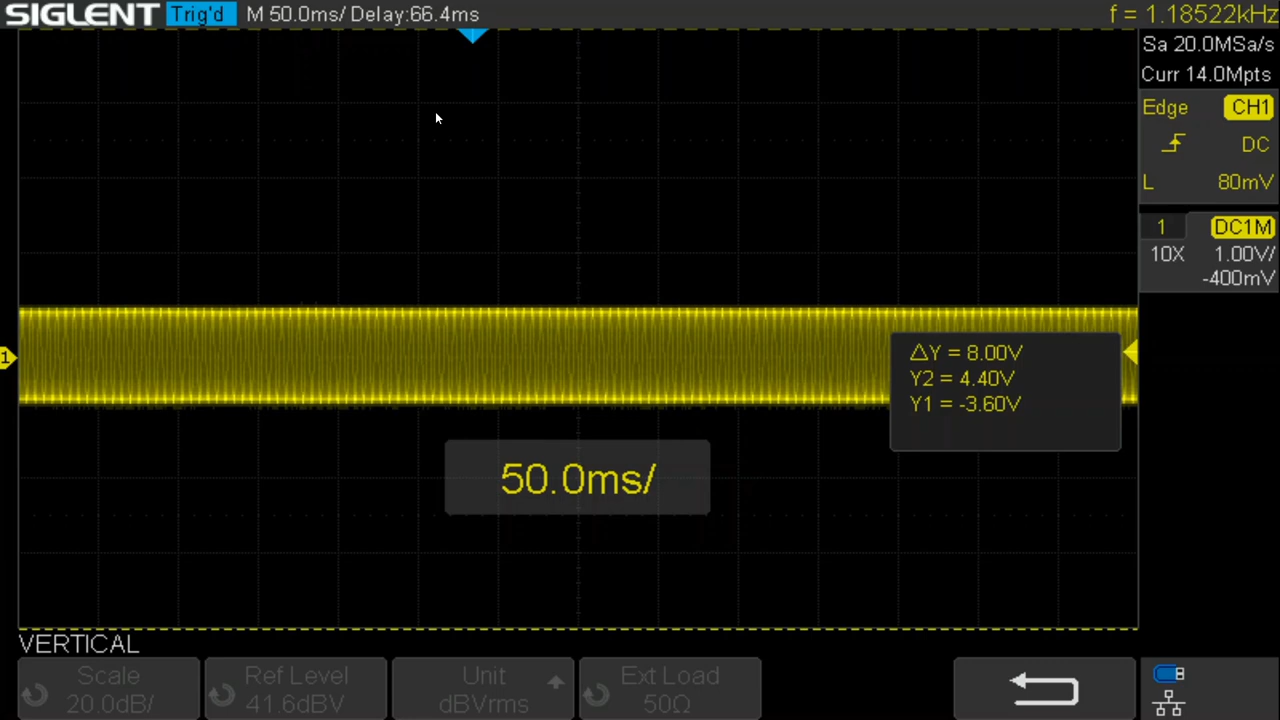 SIGLENT Trig'd M 50.0ms/ Delay:66.4ms f = 1.18522kHz
Sa 20.0MSa/s
Curr 14.0Mpts
Edge CH1
DC
L 80mV
1 DC1M
10X 1.00V/
-400mV
1
△Y = 8.00V
Y2 = 4.40V
Y1 = -3.60V
50.0ms/
VERTICAL
Scale
20.0dB/
Ref Level
41.6dBV
Unit
dBVrms
Ext Load
50Ω